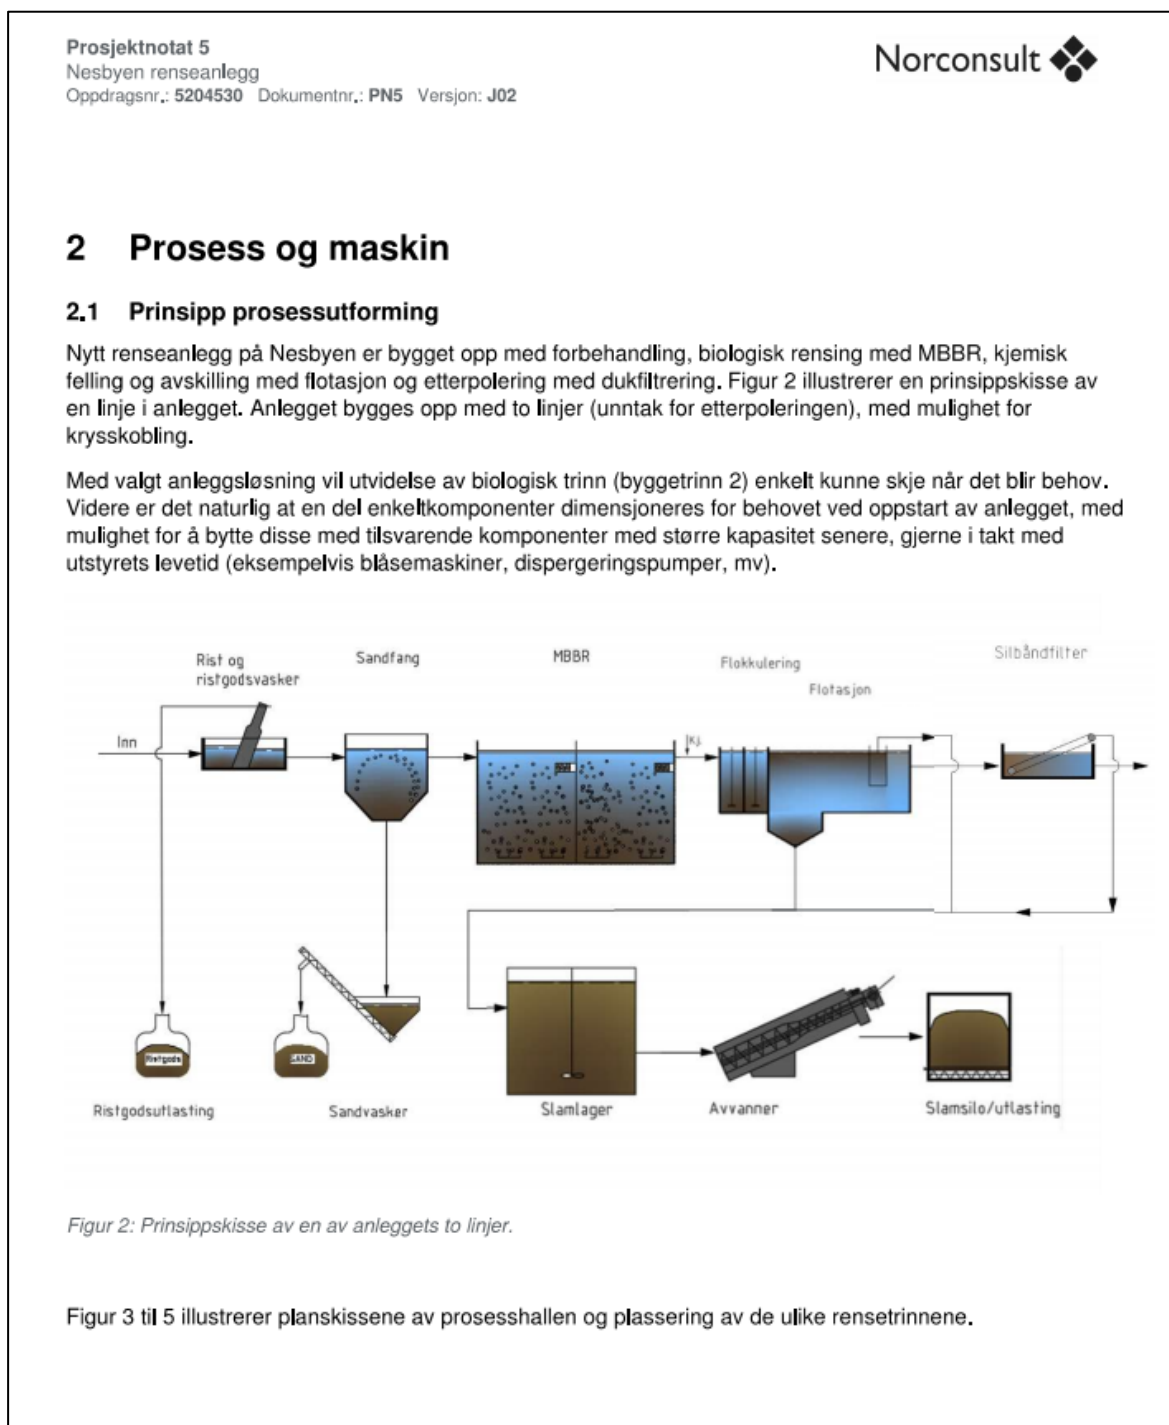 Prosjektnotat 5
Nesbyen renseanlegg
Oppdragsnr.: 5204530 Dokumentnr.: PN5 Versjon: J02
Norconsult
2 Prosess og maskin
2.1 Prinsipp prosessutforming
Nytt renseanlegg på Nesbyen er bygget opp med forbehandling, biologisk rensing med MBBR, kjemisk
felling og avskilling med flotasjon og etterpolering med dukfiltrering. Figur 2 illustrerer en prinsippskisse av
en linje i anlegget. Anlegget bygges opp med to linjer (unntak for etterpoleringen), med mulighet for
krysskobling.
Med valgt anleggsløsning vil utvidelse av biologisk trinn (byggetrinn 2) enkelt kunne skje når det blir behov.
Videre er det naturlig at en del enkeltkomponenter dimensjoneres for behovet ved oppstart av anlegget, med
mulighet for å bytte disse med tilsvarende komponenter med større kapasitet senere, gjerne i takt med
utstyrets levetid (eksempelvis blåsemaskiner, dispergeringspumper, mv).
Rist og
ristgodsvasker
Sandfang
MBBR
Flokkulering
Flotasjon
Silbåndfilter
Inn
Kj.
Ristgods
SAND
Ristgodsutlasting
Sandvasker
Slamlager
Avvanner
Slamsilo/utlasting
Figur 2: Prinsippskisse av en av anleggets to linjer.
Figur 3 til 5 illustrerer planskissene av prosesshallen og plassering av de ulike rensetrinnene.